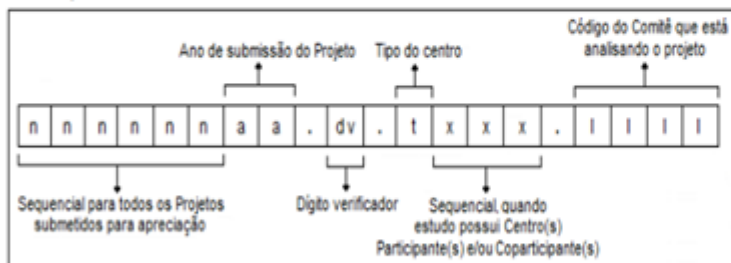 Código do Comitê que está
analisando o projeto
Ano de submissão do Projeto
Tipo do centro
n n n n n n a a . dv . t x x x . l l l l
Sequencial para todos os Projetos
submetidos para apreciação
Dígito verificador
Sequencial, quando
estudo possui Centro(s)
Participante(s) e/ou Coparticipante(s)